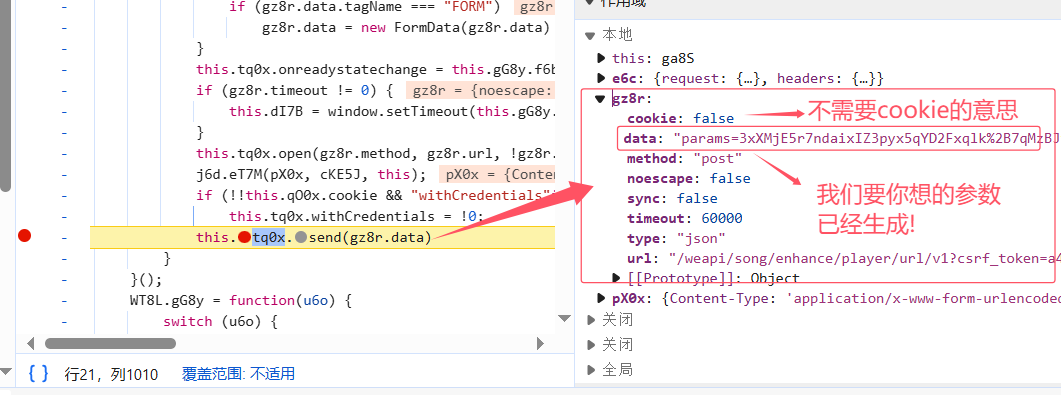 作用域
if (gz8r.data.tagName === "FORM") gz8r
gz8r.data = new FormData(gz8r.data)
}
this.tq0x.onreadystatechange = this.gG8y.f6b
if (gz8r.timeout != 0) { gz8r = {noescape:
this.dI7B = window.setTimeout(this.gG8y.
}
this.tq0x.open(gz8r.method, gz8r.url, !gz8r.
j6d.eT7M(pX0x, cKE5J, this); pX0x = {Conten
if (!!this.qO0x.cookie && "withCredentials"
this.tq0x.withCredentials = !0;
this.tq0x.send(gz8r.data)
}
}();
WT8L.gG8y = function(u6o) {
switch (u6o) {
{ } 行21，列1010 覆盖范围: 不适用
本地
this: ga8S
e6c: {request: {…}, headers: {…}}
gz8r:
cookie: false
不需要cookie的意思
data: "params=3xXMjE5r7ndaixIZ3pyx5qYD2Fxqlk%2B7qMzBJ
method: "post"
noescape: false
sync: false
timeout: 60000
type: "json"
我们要你想的参数
已经生成!
url: "/weapi/song/enhance/player/url/v1?csrf_token=a4
[[Prototype]]: Object
pX0x: {Content-Type: 'application/x-www-form-urlencoded
关闭
关闭
全局